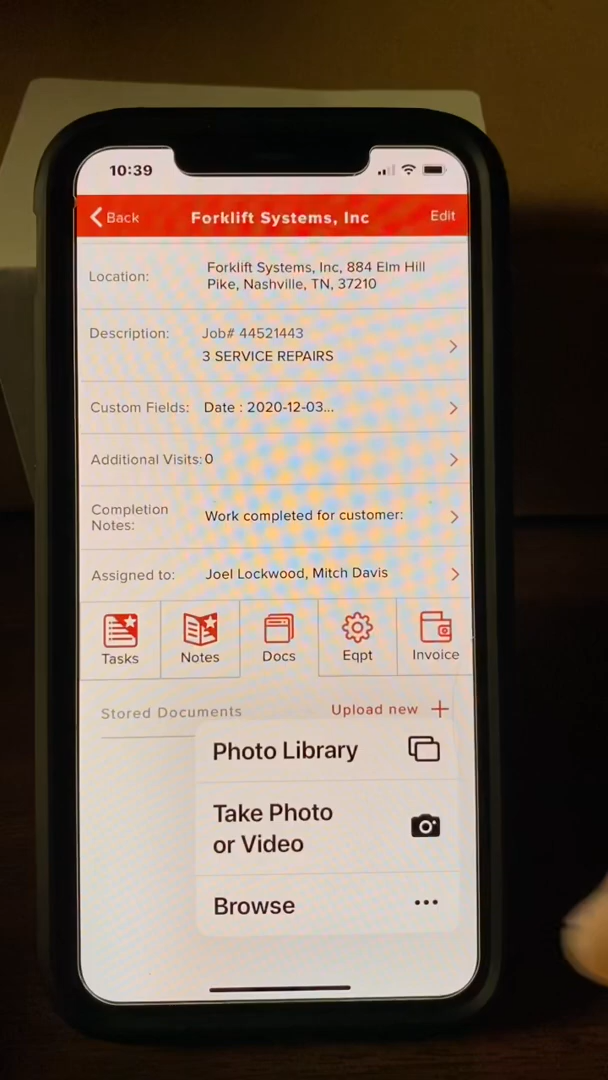 10:39
Back
Forklift Systems, Inc
Edit
Location:
Forklift Systems, Inc, 884 Elm Hill
Pike, Nashville, TN, 37210
Description:
Job# 44521443
3 SERVICE REPAIRS
Custom Fields:
Date : 2020-12-03...
Additional Visits: 0
Completion
Notes:
Work completed for customer:
Assigned to:
Joel Lockwood, Mitch Davis
Tasks
Notes
Docs
Eqpt
Invoice
Stored Documents
Upload new +
Photo Library
Take Photo
or Video
Browse